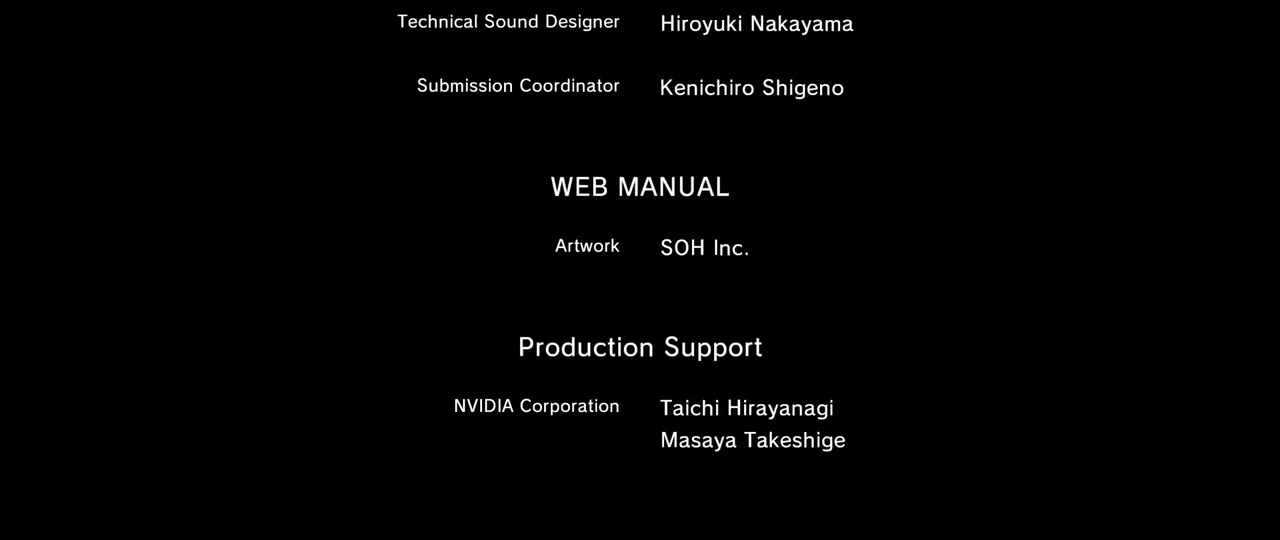 Technical Sound Designer Hiroyuki Nakayama
Submission Coordinator Kenichiro Shigeno
WEB MANUAL
Artwork SOH Inc.
Production Support
NVIDIA Corporation Taichi Hirayanagi
Masaya Takeshige